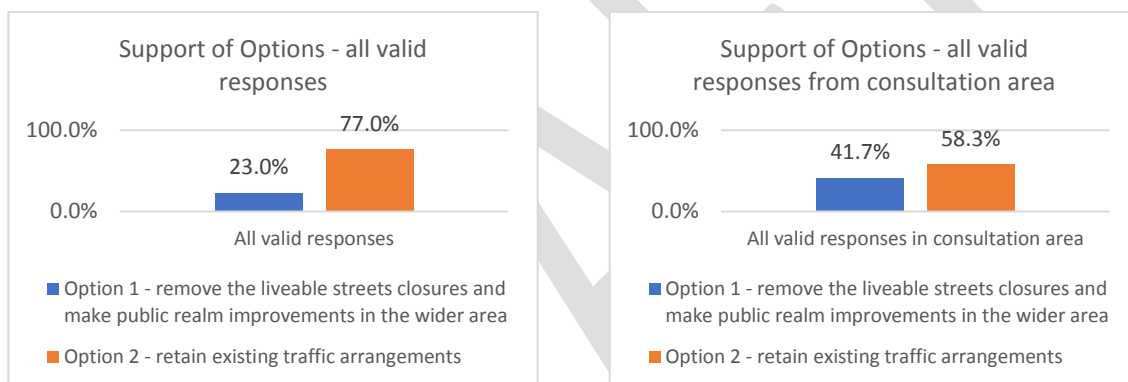 Support of Options - all valid
responses
100.0%
0.0%
23.0%
77.0%
All valid responses
Option 1 - remove the liveable streets closures and
make public realm improvements in the wider area
Option 2 - retain existing traffic arrangements
Support of Options - all valid
responses from consultation area
100.0%
0.0%
41.7%
58.3%
All valid responses in consultation area
Option 1 - remove the liveable streets closures and
make public realm improvements in the wider area
Option 2 - retain existing traffic arrangements